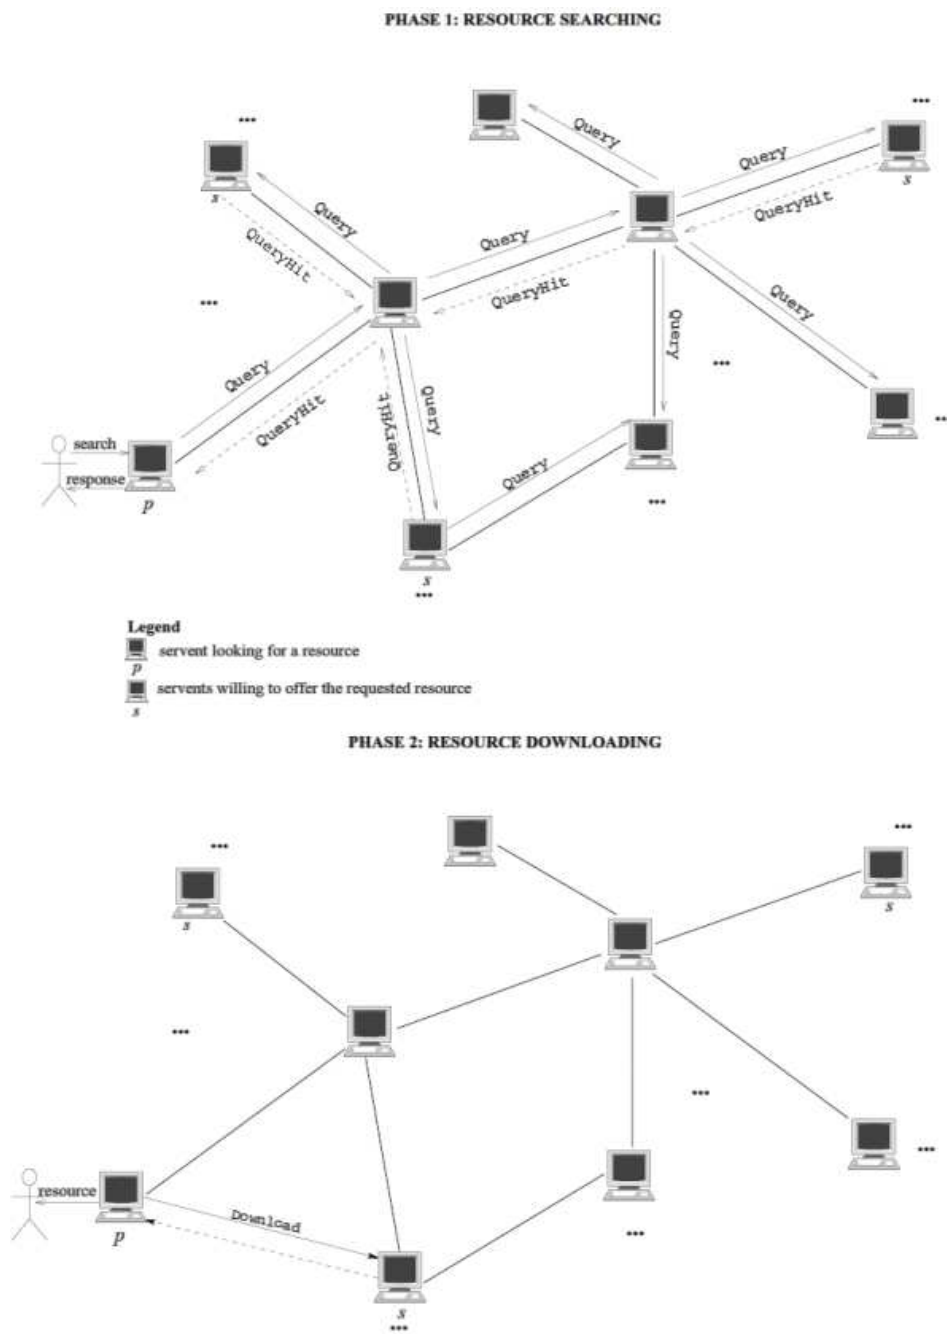 PHASE 1: RESOURCE SEARCHING
...
...
Query
Query
s
s
Query
QueryHit
Query
QueryHit
QueryHit
...
Query
Query
Query
...
QueryHit
Query
QueryHit
...
search
response
Query
p
...
s
...
Legend
p servent looking for a resource
s servents willing to offer the requested resource
PHASE 2: RESOURCE DOWNLOADING
...
...
s
s
...
...
...
resource
Download
p
...
s
...